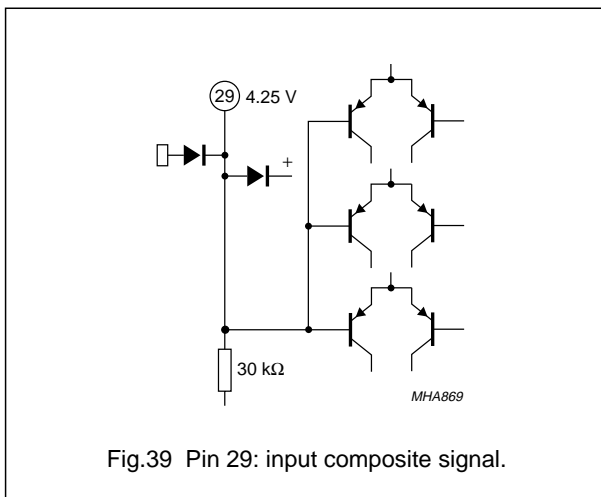 29 4.25 V
+
30 kΩ
MHA869
Fig.39 Pin 29: input composite signal.